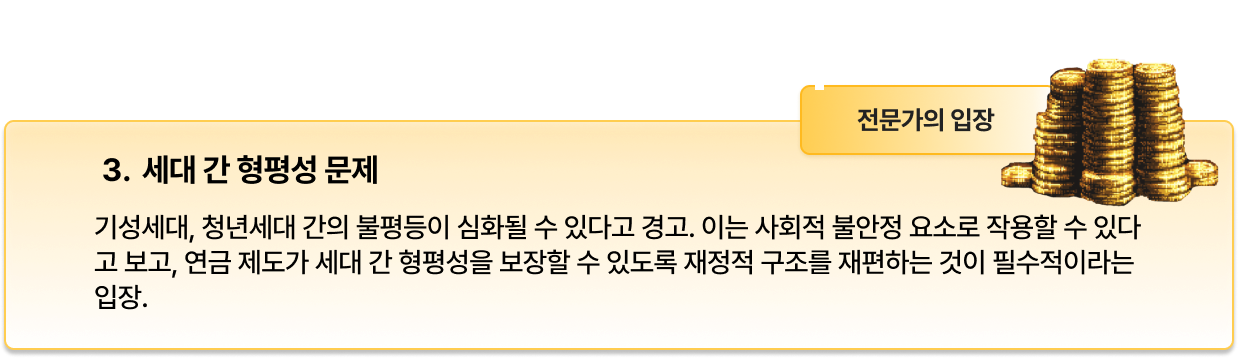 전문가의 입장
3. 세대 간 형평성 문제
기성세대, 청년세대 간의 불평등이 심화될 수 있다고 경고. 이는 사회적 불안정 요소로 작용할 수 있다
고 보고, 연금 제도가 세대 간 형평성을 보장할 수 있도록 재정적 구조를 재편하는 것이 필수적이라는
입장.